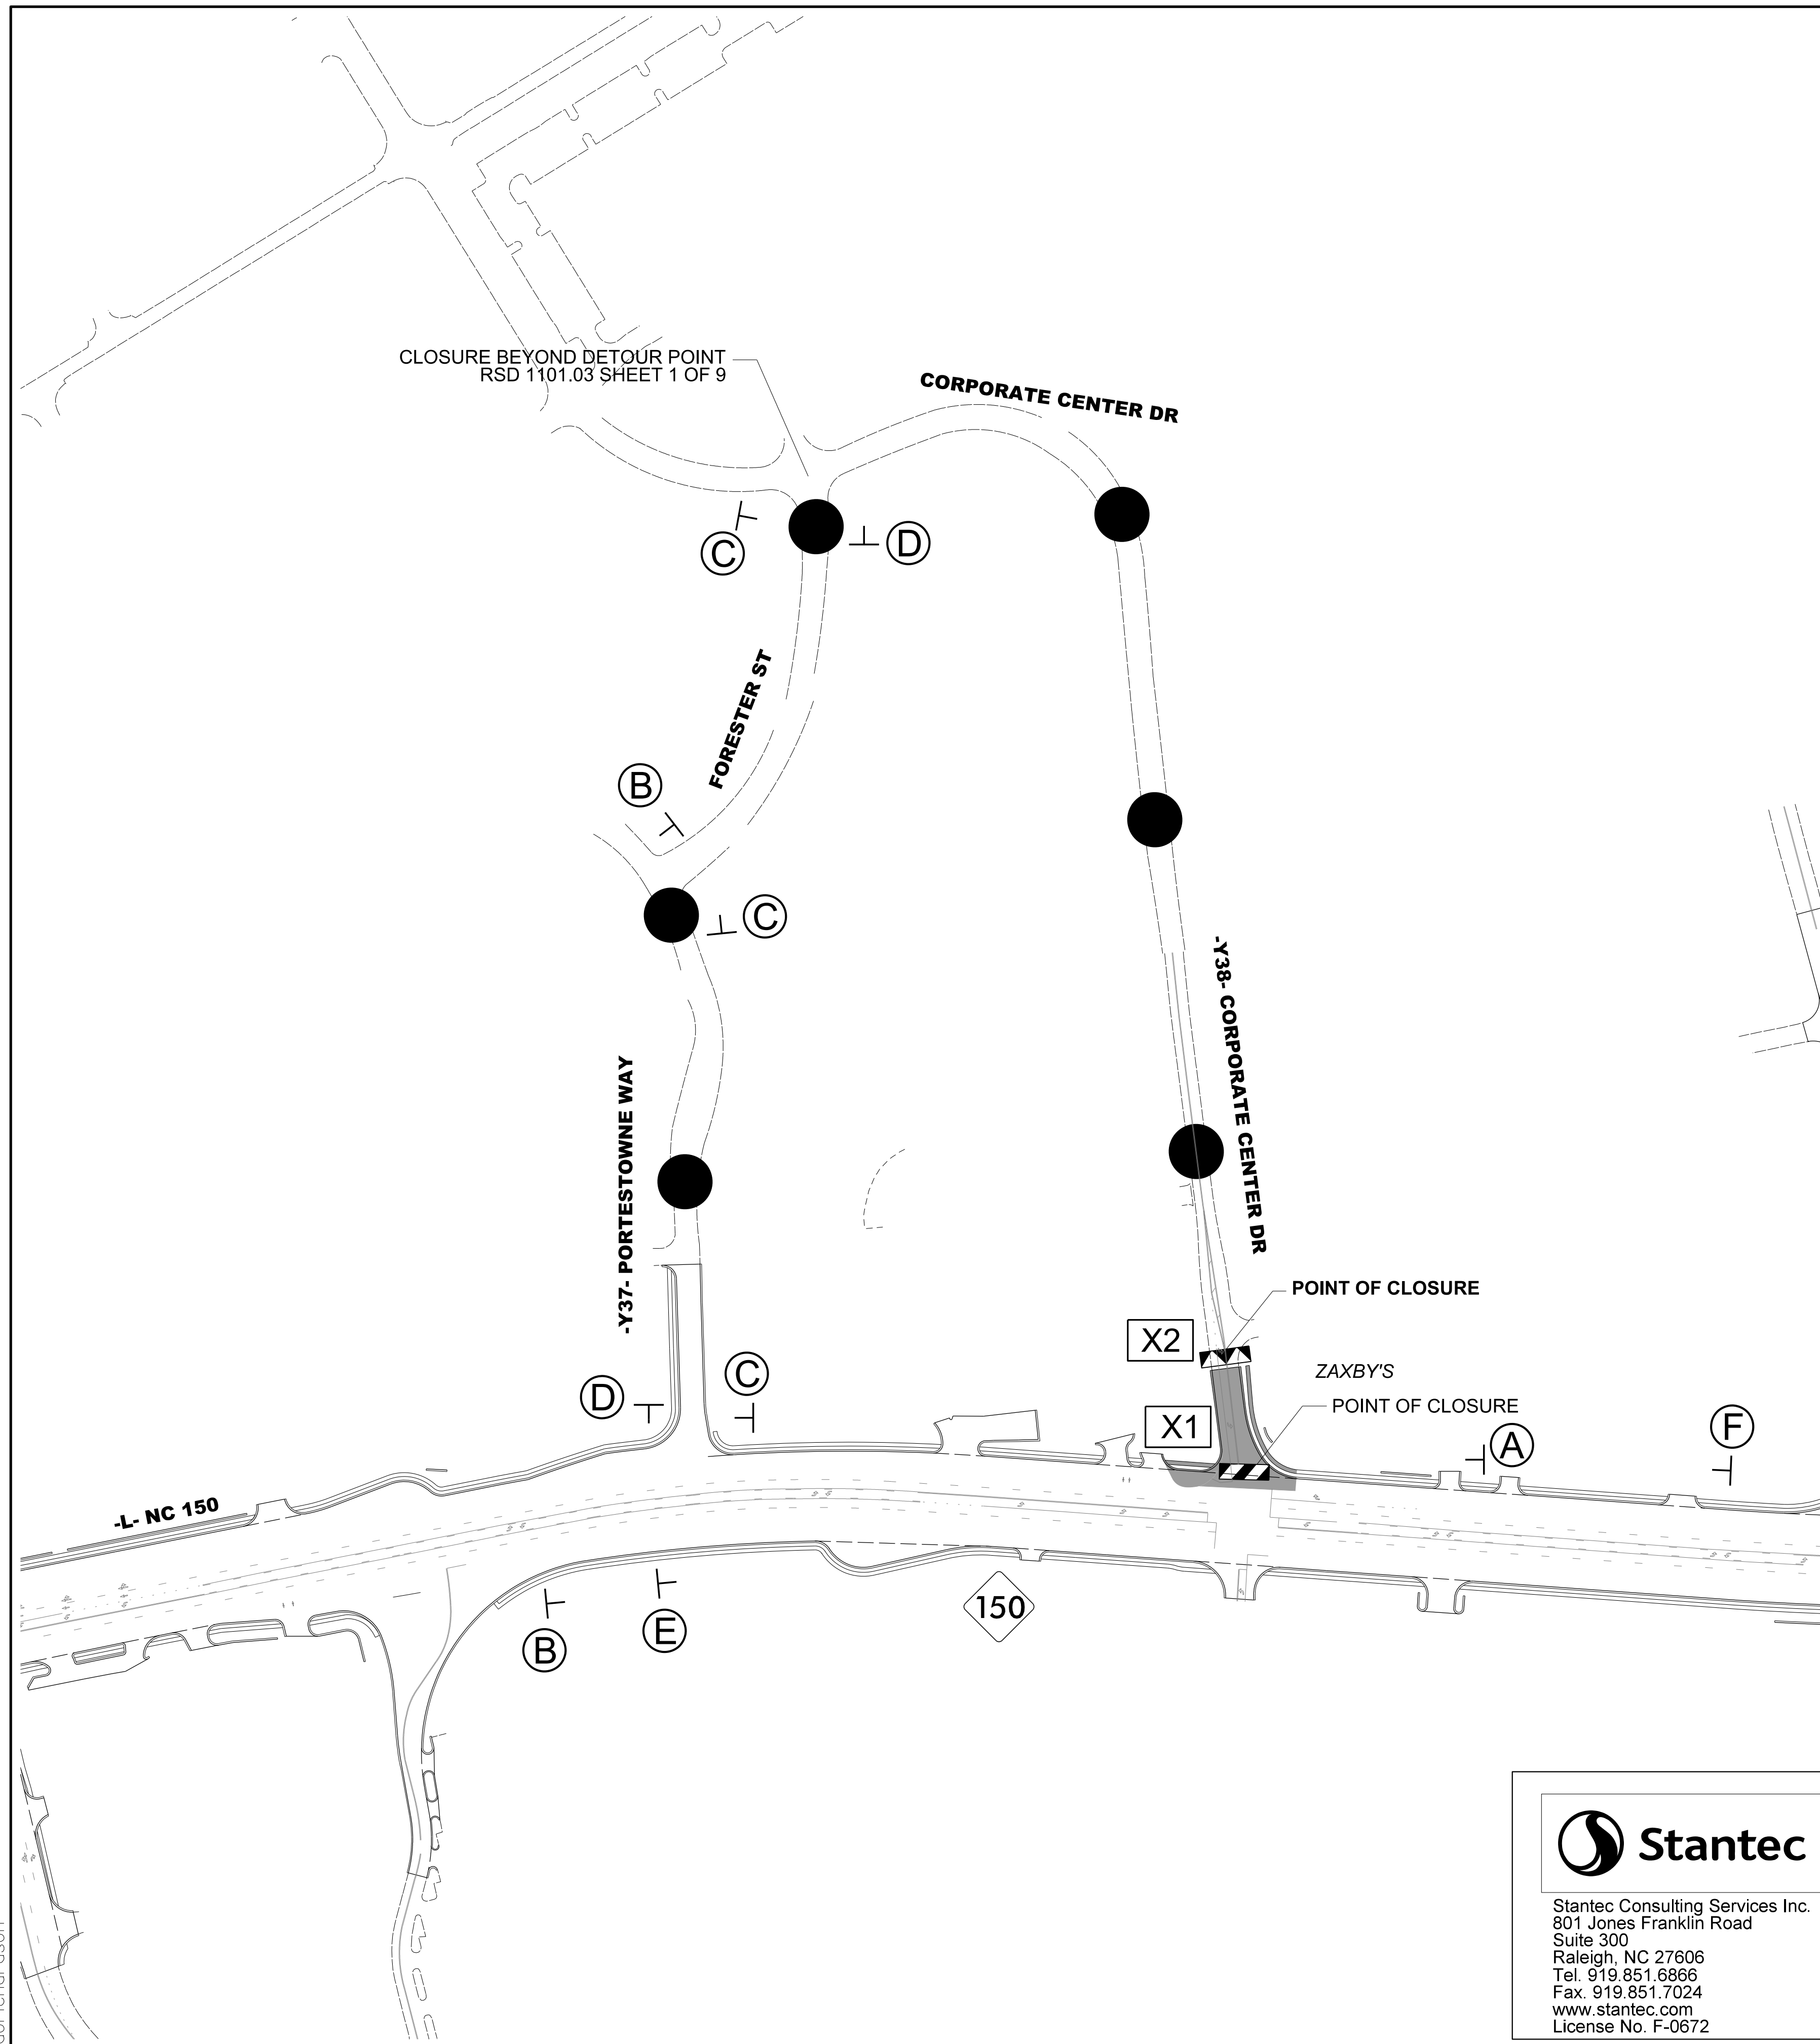 CLOSURE BEYOND DETOUR POINT
RSD 1101.03 SHEET 1 OF 9
CORPORATE CENTER DR
C
D
FORESTER ST
B
C
-Y38- CORPORATE CENTER DR
-Y37- PORTESTOWNE WAY
POINT OF CLOSURE
X2
ZAXBY'S
POINT OF CLOSURE
X1
C
D
A
F
-L- NC 150
150
B
E
Stantec
Stantec Consulting Services Inc.
801 Jones Franklin Road
Suite 300
Raleigh, NC 27606
Tel. 919.851.6866
Fax. 919.851.7024
www.stantec.com
License No. F-0672